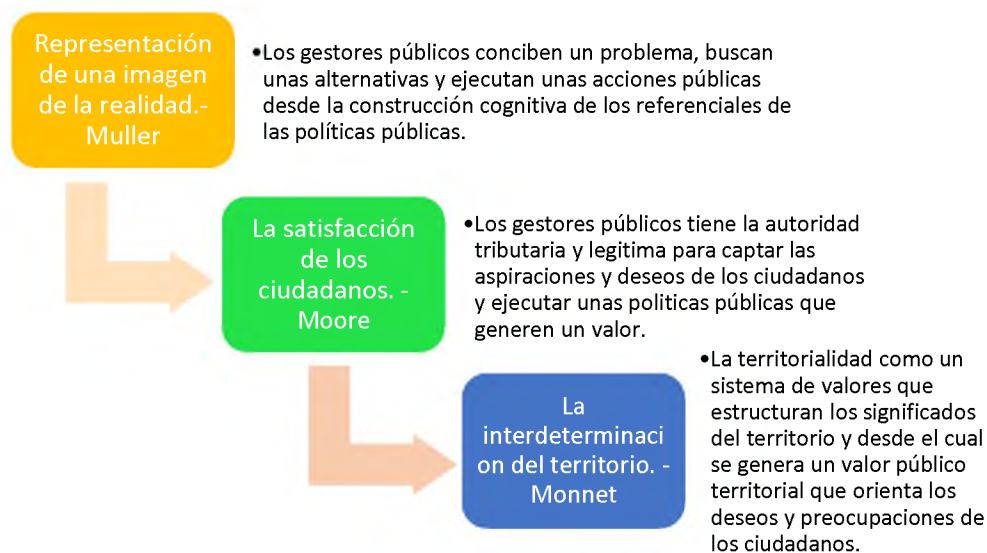 Representación
de una imagen
de la realidad.-
Muller
•Los gestores públicos conciben un problema, buscan
unas alternativas y ejecutan unas acciones públicas
desde la construcción cognitiva de los referenciales de
las políticas públicas.
La satisfacción
de los
ciudadanos. -
Moore
•Los gestores públicos tiene la autoridad
tributaria y legitima para captar las
aspiraciones y deseos de los ciudadanos
y ejecutar unas politicas públicas que
generen un valor.
La
interdeterminaci
on del territorio. -
Monnet
•La territorialidad como un
sistema de valores que
estructuran los significados
del territorio y desde el cual
se genera un valor público
territorial que orienta los
deseos y preocupaciones de
los ciudadanos.